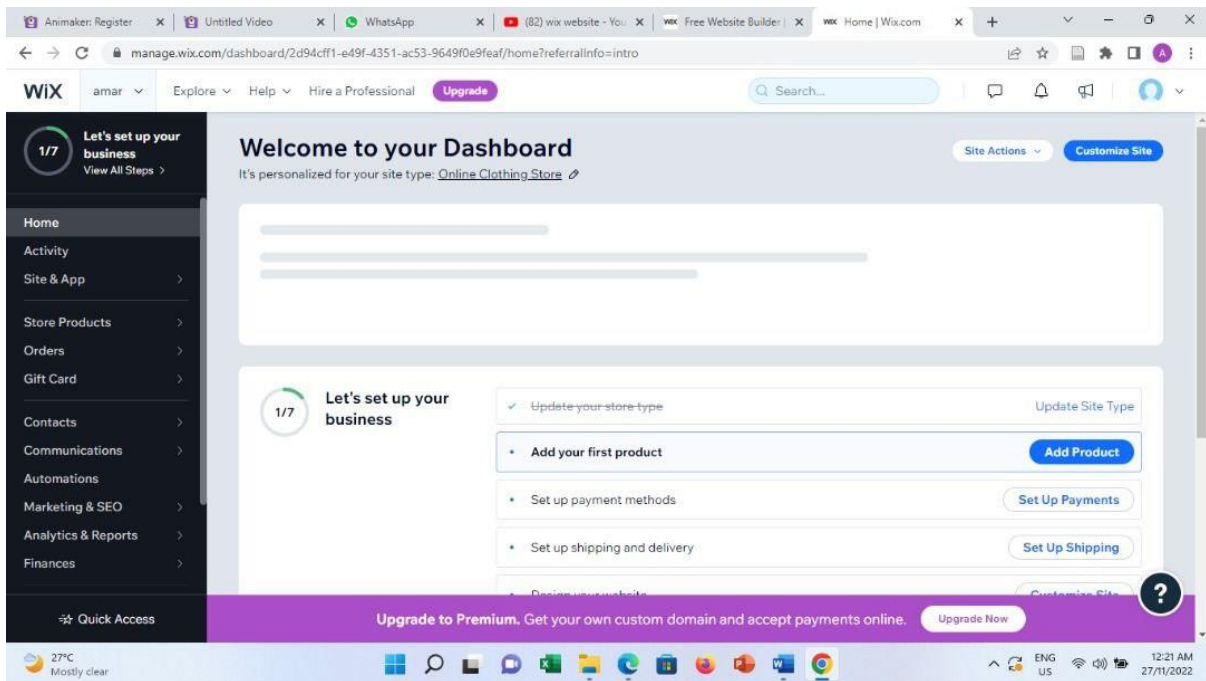 Animaker: Register
Untitled Video
WhatsApp
(82) wix website - You
Free Website Builder |
Home | Wix.com
manage.wix.com/dashboard/2d94cff1-e49f-4351-ac53-9649f0e9feaf/home?referralInfo=intro
A
WiX
amar
Explore
Help
Hire a Professional
Upgrade
Search...
1/7
Let's set up your
business
View All Steps >
Home
Activity
Site & App
Store Products
Orders
Gift Card
Contacts
Communications
Automations
Marketing & SEO
Analytics & Reports
Finances
Quick Access
Welcome to your Dashboard
It's personalized for your site type: Online Clothing Store
Site Actions
Customize Site
1/7
Let's set up your
business
Update your store type
Update Site Type
Add your first product
Add Product
Set up payment methods
Set Up Payments
Set up shipping and delivery
Set Up Shipping
Design your website
Customize Site
?
Upgrade to Premium. Get your own custom domain and accept payments online.
Upgrade Now
27°C
Mostly clear
ENG
US
12:21 AM
27/11/2022